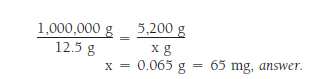 1,000,000 g / 12.5 g = 5,200 g / x g
x = 0.065 g = 65 mg, answer.